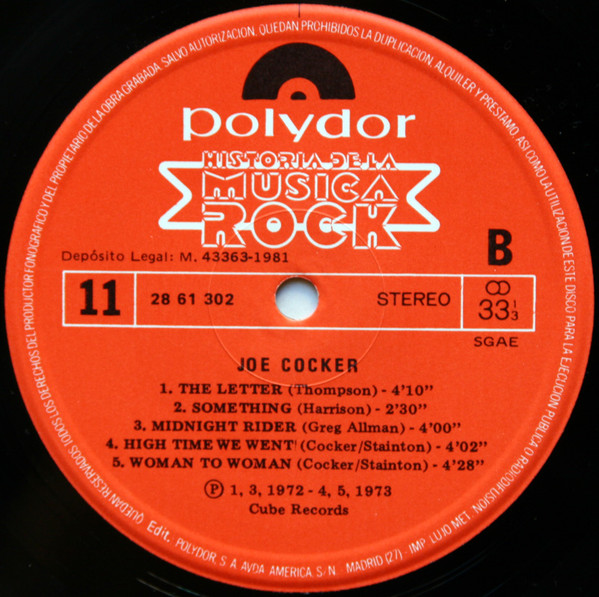 polydor
HISTORIA DE LA
MUSICA
ROCK
Depósito Legal: M. 43363-1981
B
11
28 61 302
STEREO
33 1/3
SGAE
JOE COCKER
1. THE LETTER (Thompson) - 4'10"
2. SOMETHING (Harrison) - 2'30"
3. MIDNIGHT RIDER (Greg Allman) - 4'00"
4. HIGH TIME WE WENT! (Cocker/Stainton) - 4'02"
5. WOMAN TO WOMAN (Cocker/Stainton) - 4'28"
Ⓟ 1, 3, 1972 - 4, 5, 1973
Cube Records
QUEDAN RESERVADOS TODOS LOS DERECHOS DEL PRODUCTOR FONOGRAFICO Y DEL PROPIETARIO DE LA OBRA GRABADA. SALVO AUTORIZACION, QUEDAN PROHIBIDOS LA DUPLICACION, ALQUILER Y PRESTAMO, ASI COMO LA UTILIZACION DE ESTE DISCO PARA LA EJECUCION PUBLICA O RADIODIFUSION.
Edit. POLYDOR, S. A. AVDA AMERICA, S/N. MADRID (27) - IMP. LUJO MET.